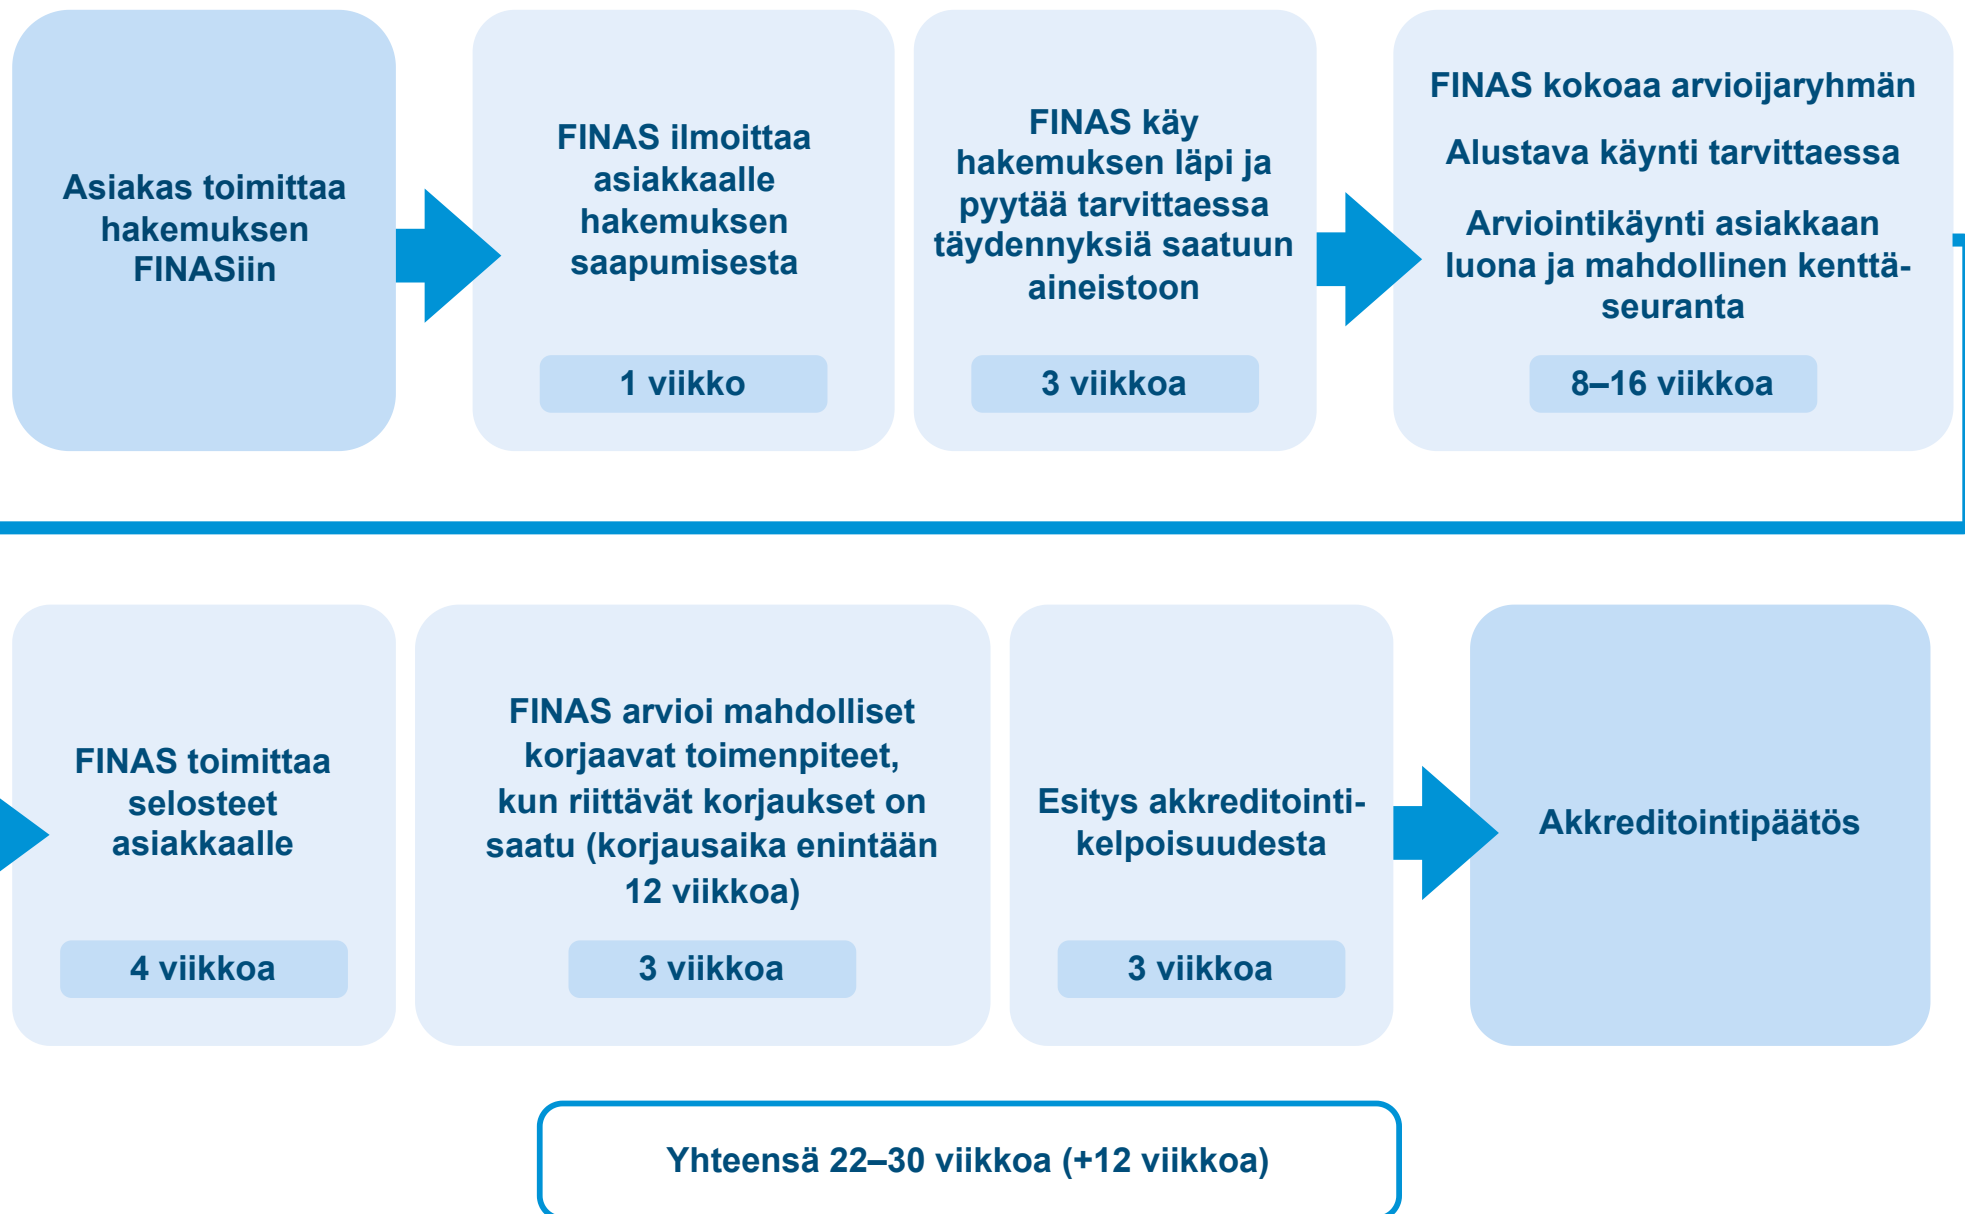 Asiakas toimittaa
hakemuksen
FINASiin
FINAS ilmoittaa
asiakkaalle
hakemuksen
saapumisesta
1 viikko
FINAS käy
hakemuksen läpi ja
pyytää tarvittaessa
täydennyksiä saatuun
aineistoon
3 viikkoa
FINAS kokoaa arvioijaryhmän
Alustava käynti tarvittaessa
Arviointikäynti asiakkaan
luona ja mahdollinen kenttä-
seuranta
8–16 viikkoa
FINAS toimittaa
selosteet
asiakkaalle
4 viikkoa
FINAS arvioi mahdolliset
korjaavat toimenpiteet,
kun riittävät korjaukset on
saatu (korjausaika enintään
12 viikkoa)
3 viikkoa
Esitys akkreditointi-
kelpoisuudesta
3 viikkoa
Akkreditointipäätös
Yhteensä 22–30 viikkoa (+12 viikkoa)